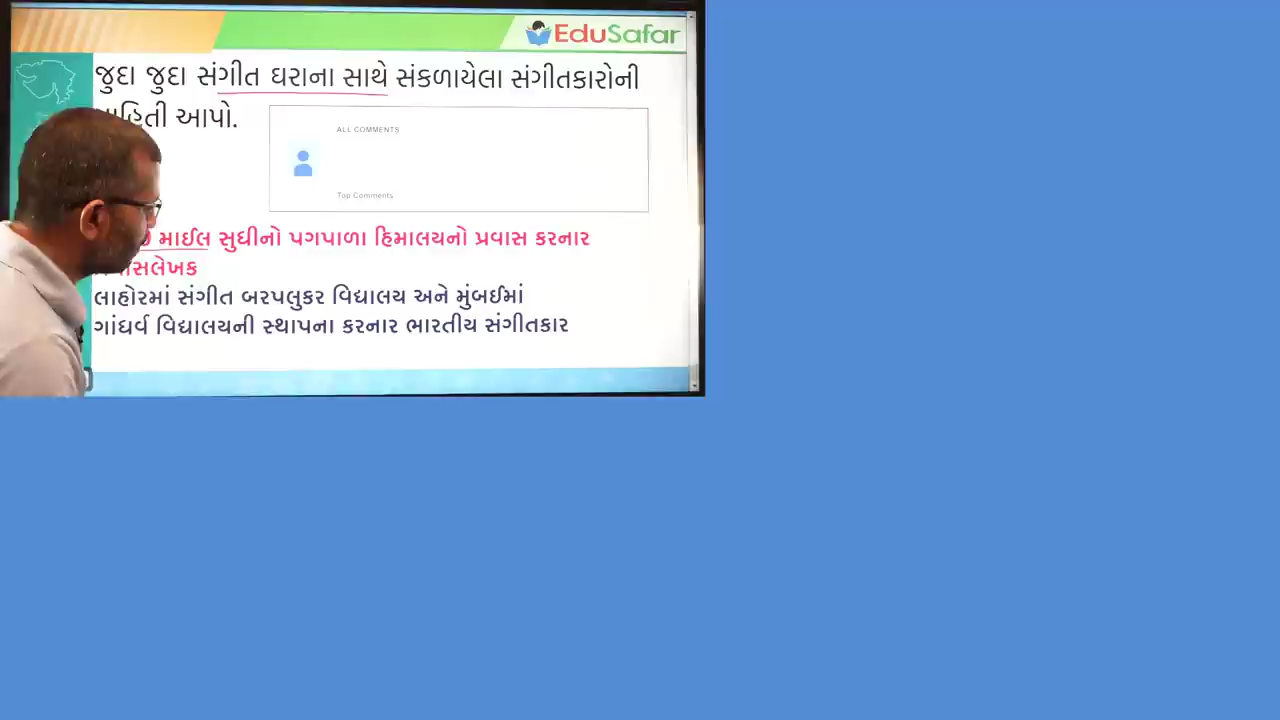 EduSafar
જુદા જુદા સંગીત ઘરાના સાથે સંકળાયેલા સંગીતકારોની
આપો.
ALL COMMENTS
Top Comments
માઈલ સુધીનો પગપાળા હિમાલયનો પ્રવાસ કરનાર
લાહોરમાં સંગીત બરપલુકર વિદ્યાલય અને મુંબઈમાં
ગાંધર્વ વિદ્યાલયની સ્થાપના કરનાર ભારતીય સંગીતકાર